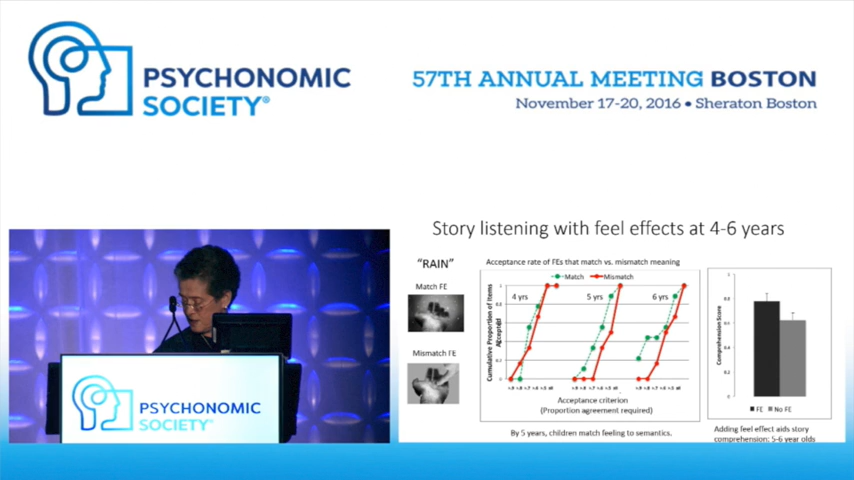 PSYCHONOMIC
SOCIETY®
57TH ANNUAL MEETING BOSTON
November 17-20, 2016 • Sheraton Boston
Story listening with feel effects at 4-6 years
"RAIN"
Match FE
Mismatch FE
Acceptance rate of FEs that match vs. mismatch meaning
Match
Mismatch
4 yrs
5 yrs
6 yrs
Cumulative Proportion of Items
Accepted
Acceptance criterion
(Proportion agreement required)
By 5 years, children match feeling to semantics.
Comprehension Score
FE
No FE
Adding feel effect aids story
comprehension: 5-6 year olds
PSYCHONOMIC
SOCIETY